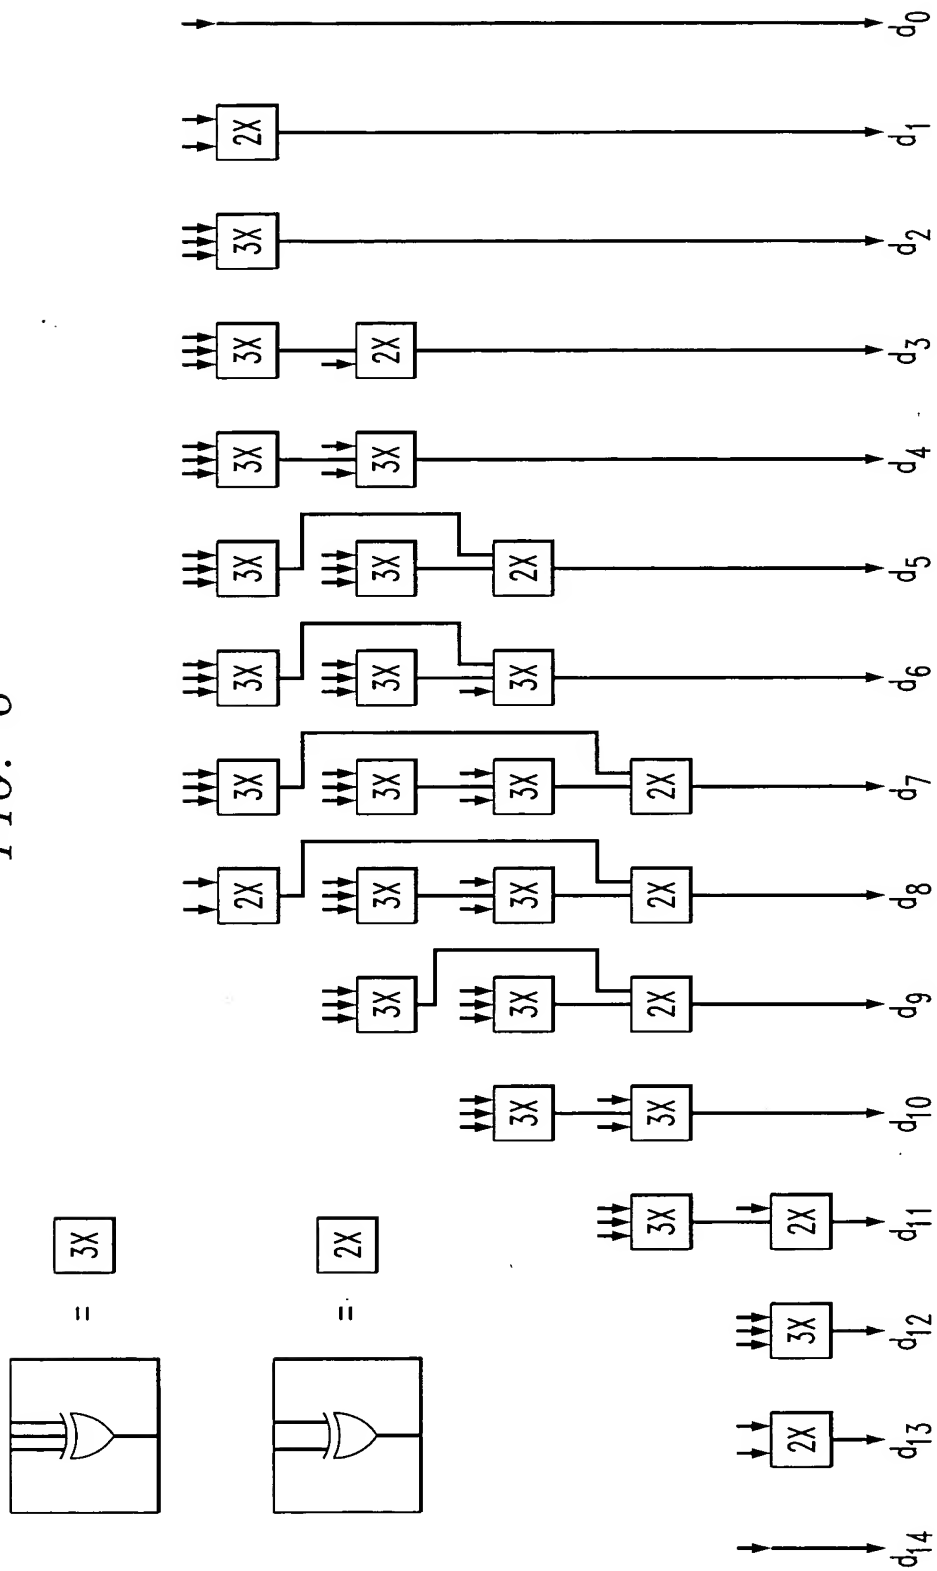 FIG.
= 3X
2X 3X 3X 3X 3X 3X 3X 2X
= 2X
3X 3X 3X 3X 3X 3X 2X
3X 3X 3X 3X 3X 2X
3X 3X 2X 2X 2X
2X 3X 2X
d14 d13 d12 d11 d10 d9 d8 d7 d6 d5 d4 d3 d2 d1 d0